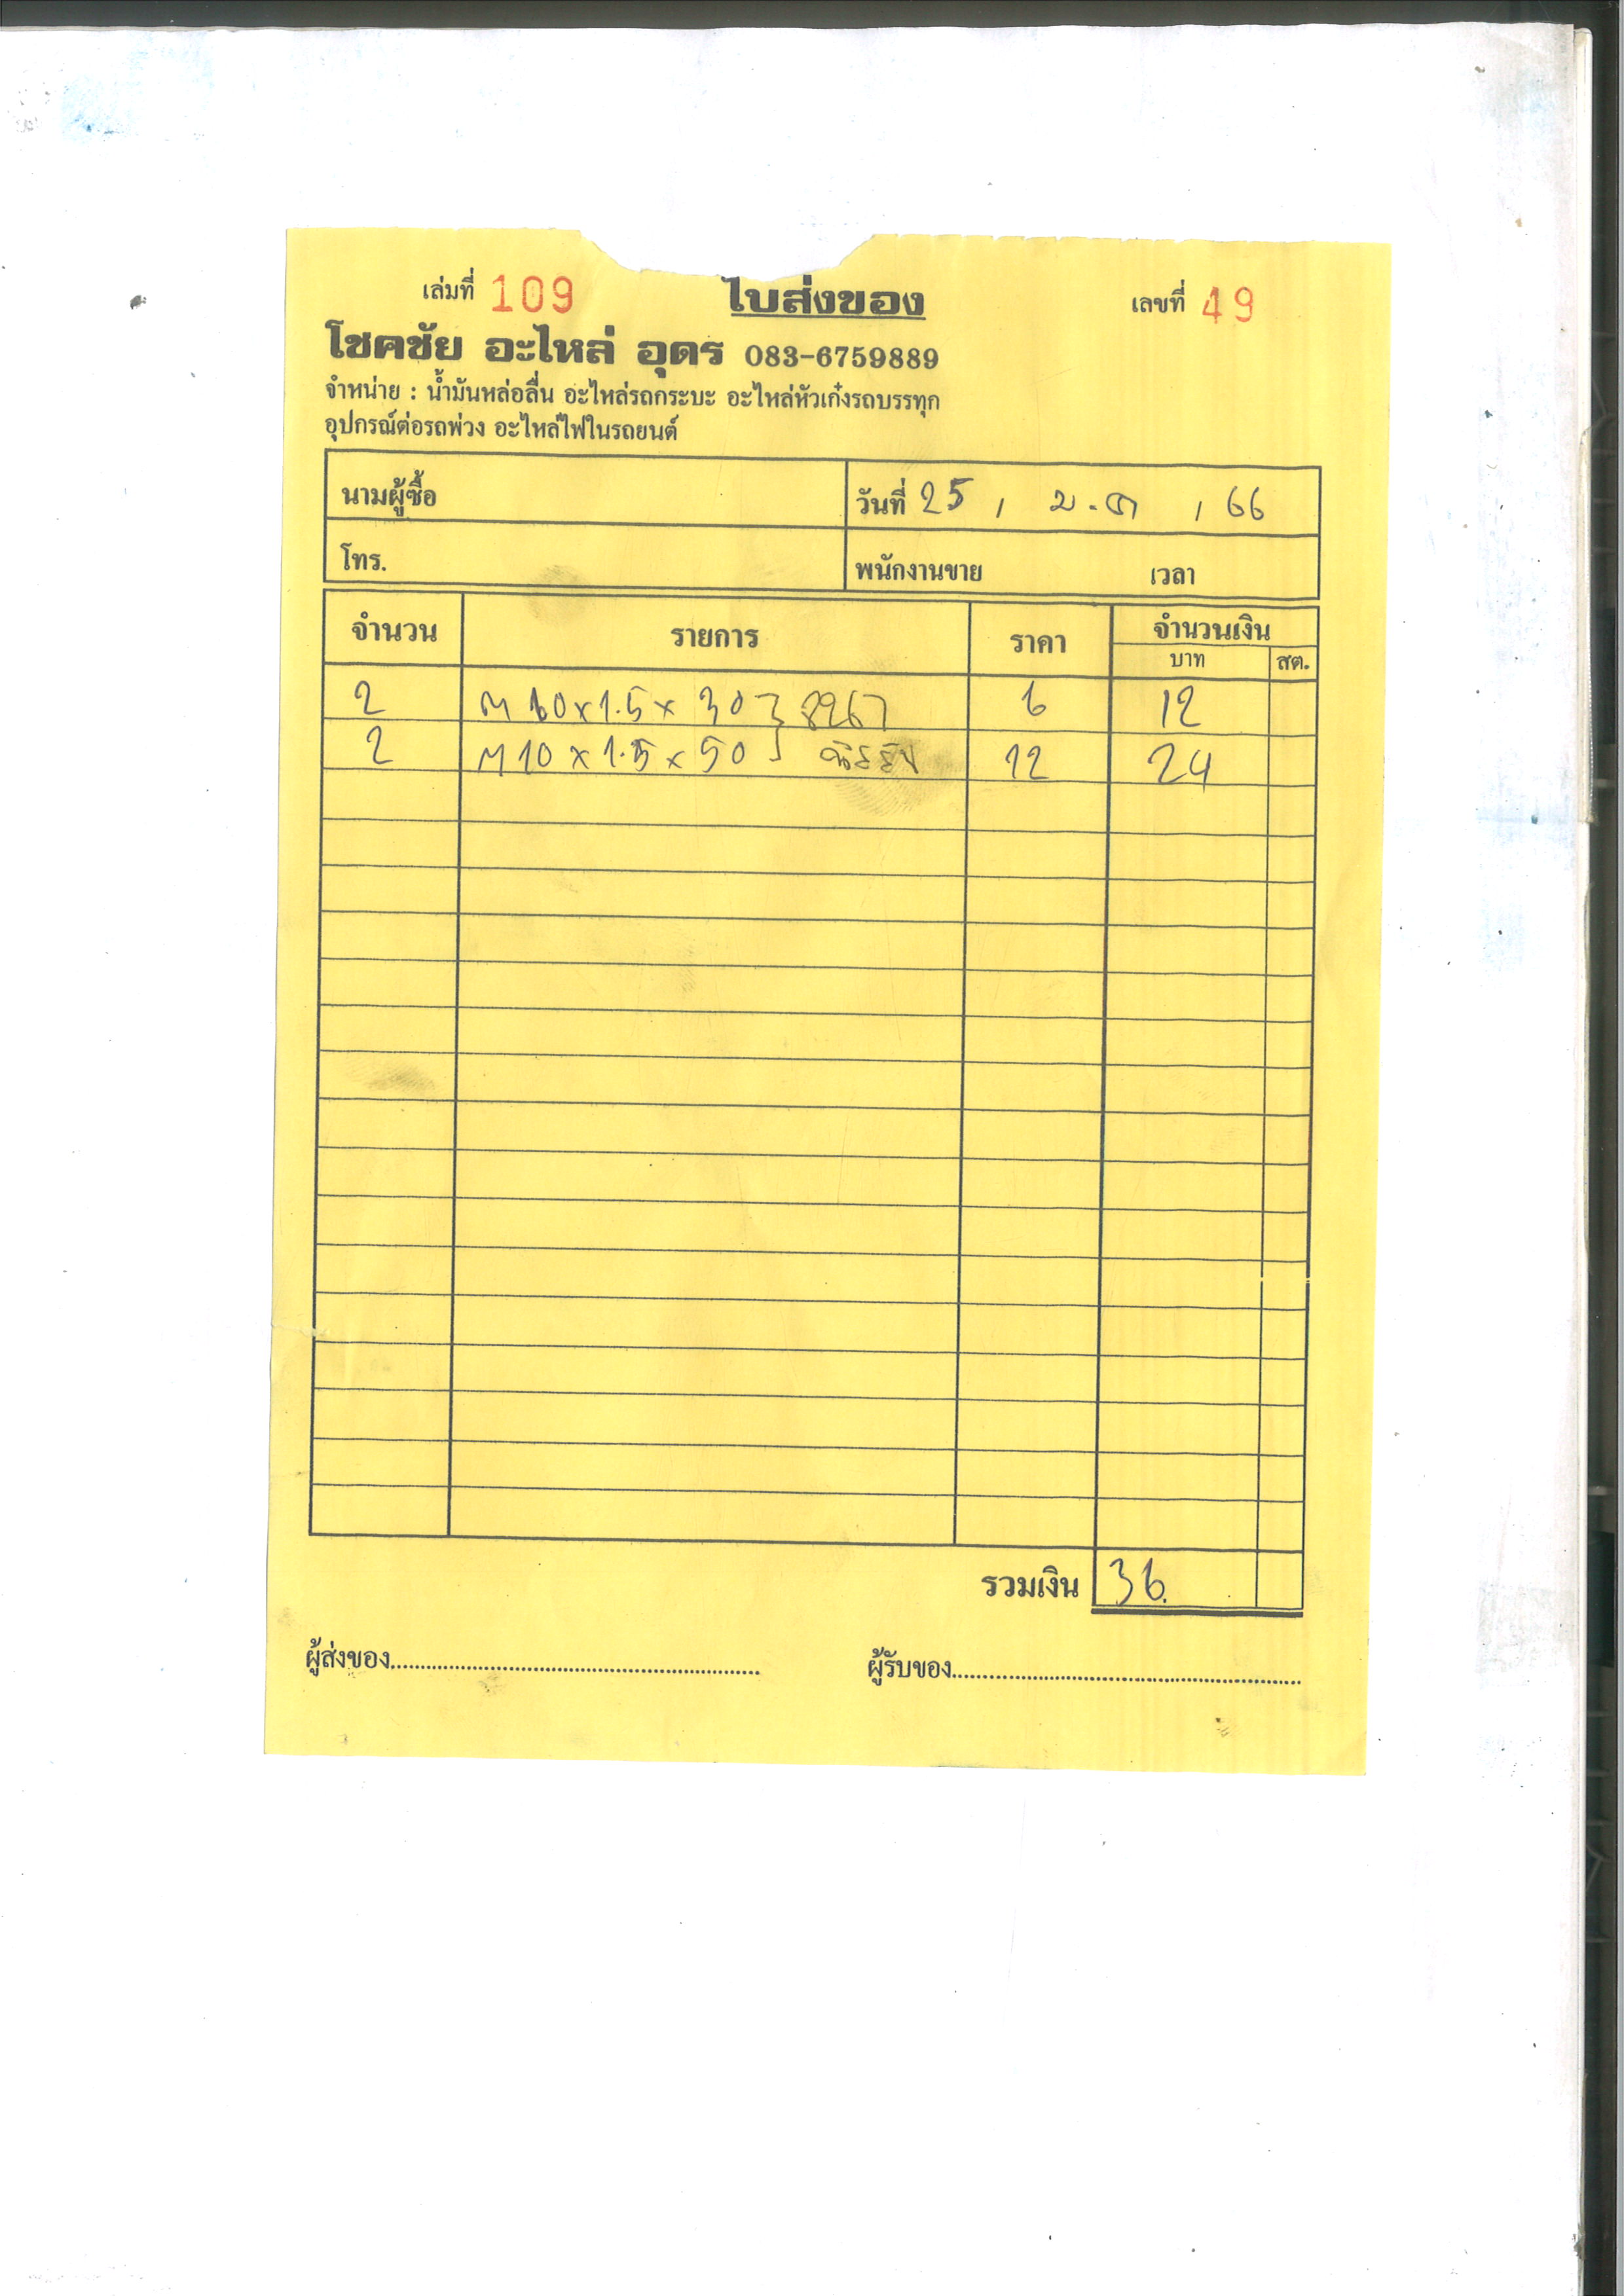 เล่มที่ 109 ใบส่งของ เลขที่ 49
โชคชัย อะไหล่ อุดร 083-6759889
จำหน่าย : น้ำมันหล่อลื่น อะไหล่รถกระบะ อะไหล่หัวเก๋งรถบรรทุก
อุปกรณ์ต่อรถพ่วง อะไหล่ไฟในรถยนต์
นามผู้ซื้อ วันที่ 25 / ม.ค / 66
โทร. พนักงานขาย เวลา
จำนวน รายการ ราคา จำนวนเงิน
บาท สต.
2 M10x1.5x30 8267 6 12
2 M10x1.5x50 12 24
รวมเงิน 36.
ผู้ส่งของ ผู้รับของ